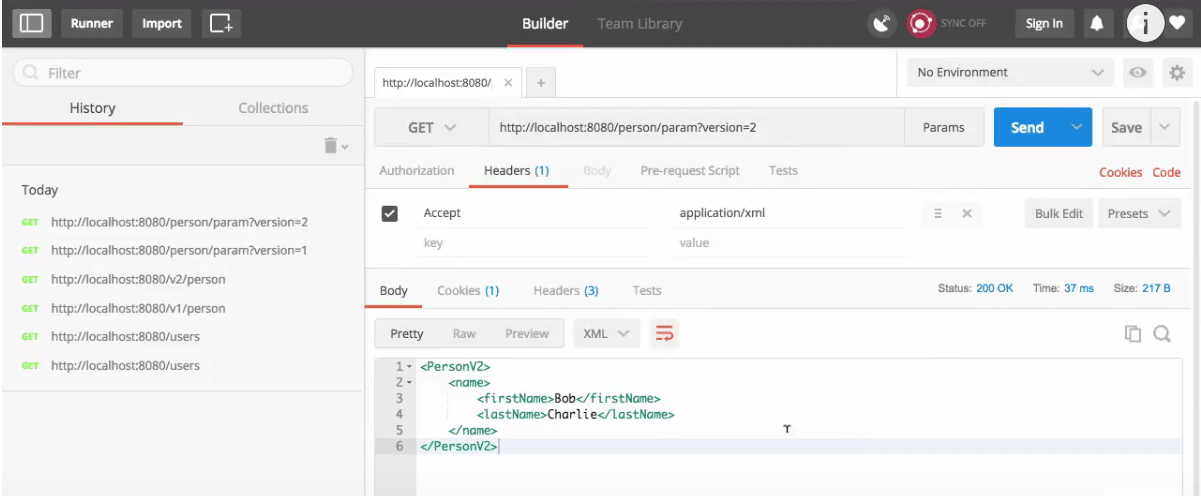 Runner Import Builder Team Library SYNC OFF Sign In
Filter
History Collections
Today
GET http://localhost:8080/person/param?version=2
GET http://localhost:8080/person/param?version=1
GET http://localhost:8080/v2/person
GET http://localhost:8080/v1/person
GET http://localhost:8080/users
GET http://localhost:8080/users
http://localhost:8080/ No Environment
GET http://localhost:8080/person/param?version=2 Params Send Save
Authorization Headers (1) Body Pre-request Script Tests Cookies Code
Accept application/xml Bulk Edit Presets
key value
Body Cookies (1) Headers (3) Tests Status: 200 OK Time: 37 ms Size: 217 B
Pretty Raw Preview XML
1 <PersonV2>
2 <name>
3 <firstName>Bob</firstName>
4 <lastName>Charlie</lastName>
5 </name>
6 </PersonV2>